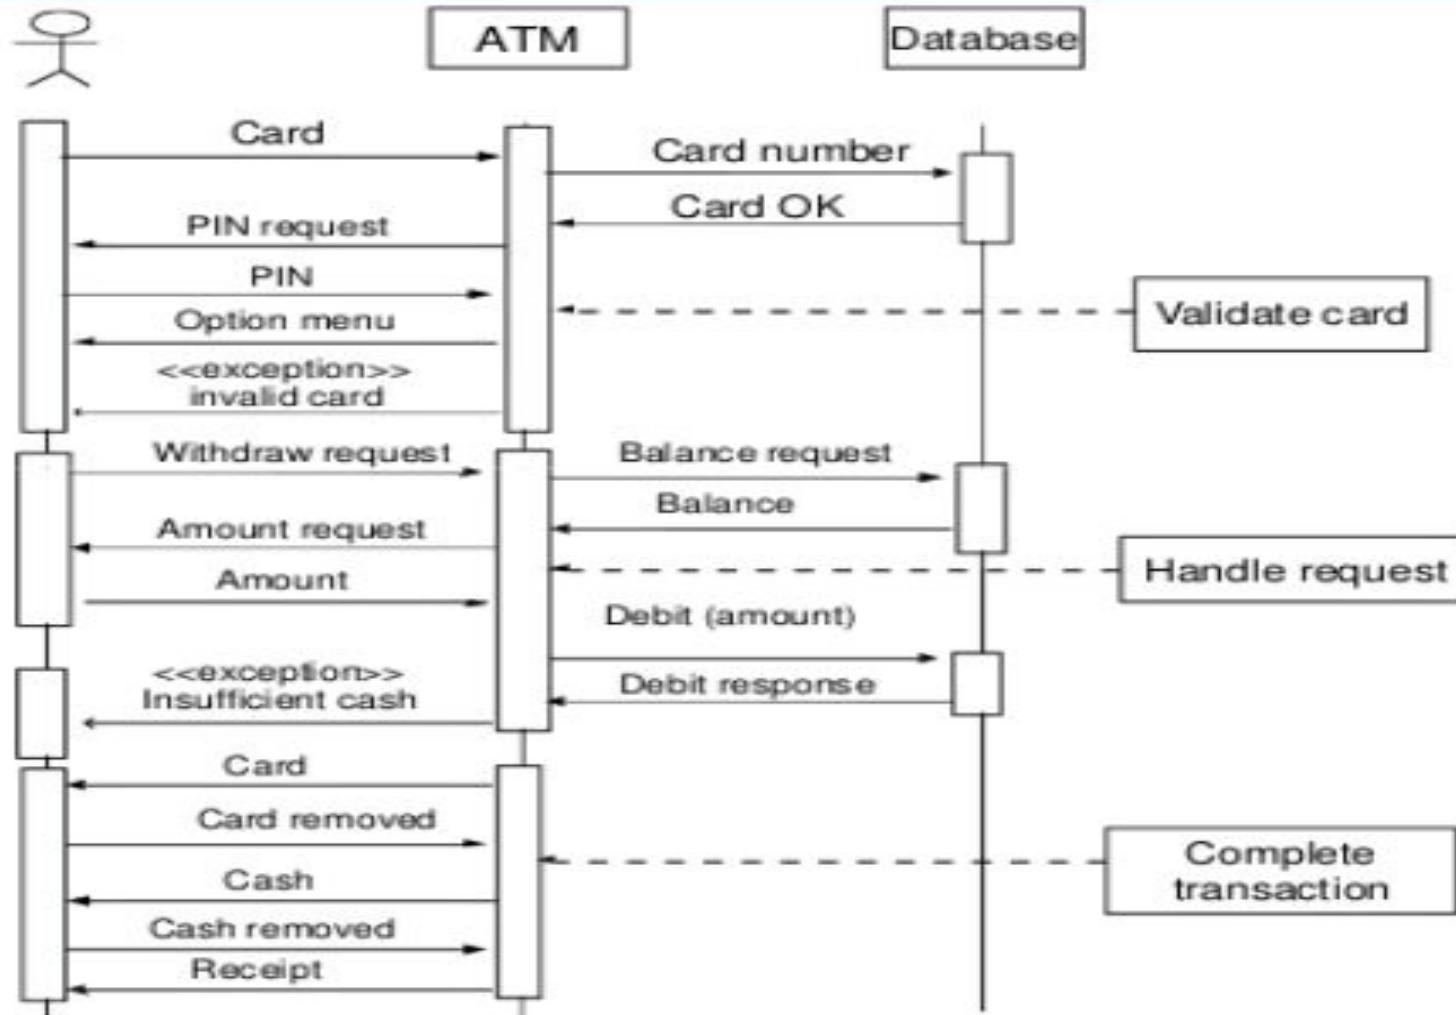 ATM
Database
Card
Card number
Card OK
PIN request
PIN
Option menu
Validate card
<<exception>>
invalid card
Withdraw request
Balance request
Balance
Amount request
Handle request
Amount
Debit (amount)
<<exception>>
Insufficient cash
Debit response
Card
Card removed
Complete
transaction
Cash
Cash removed
Receipt